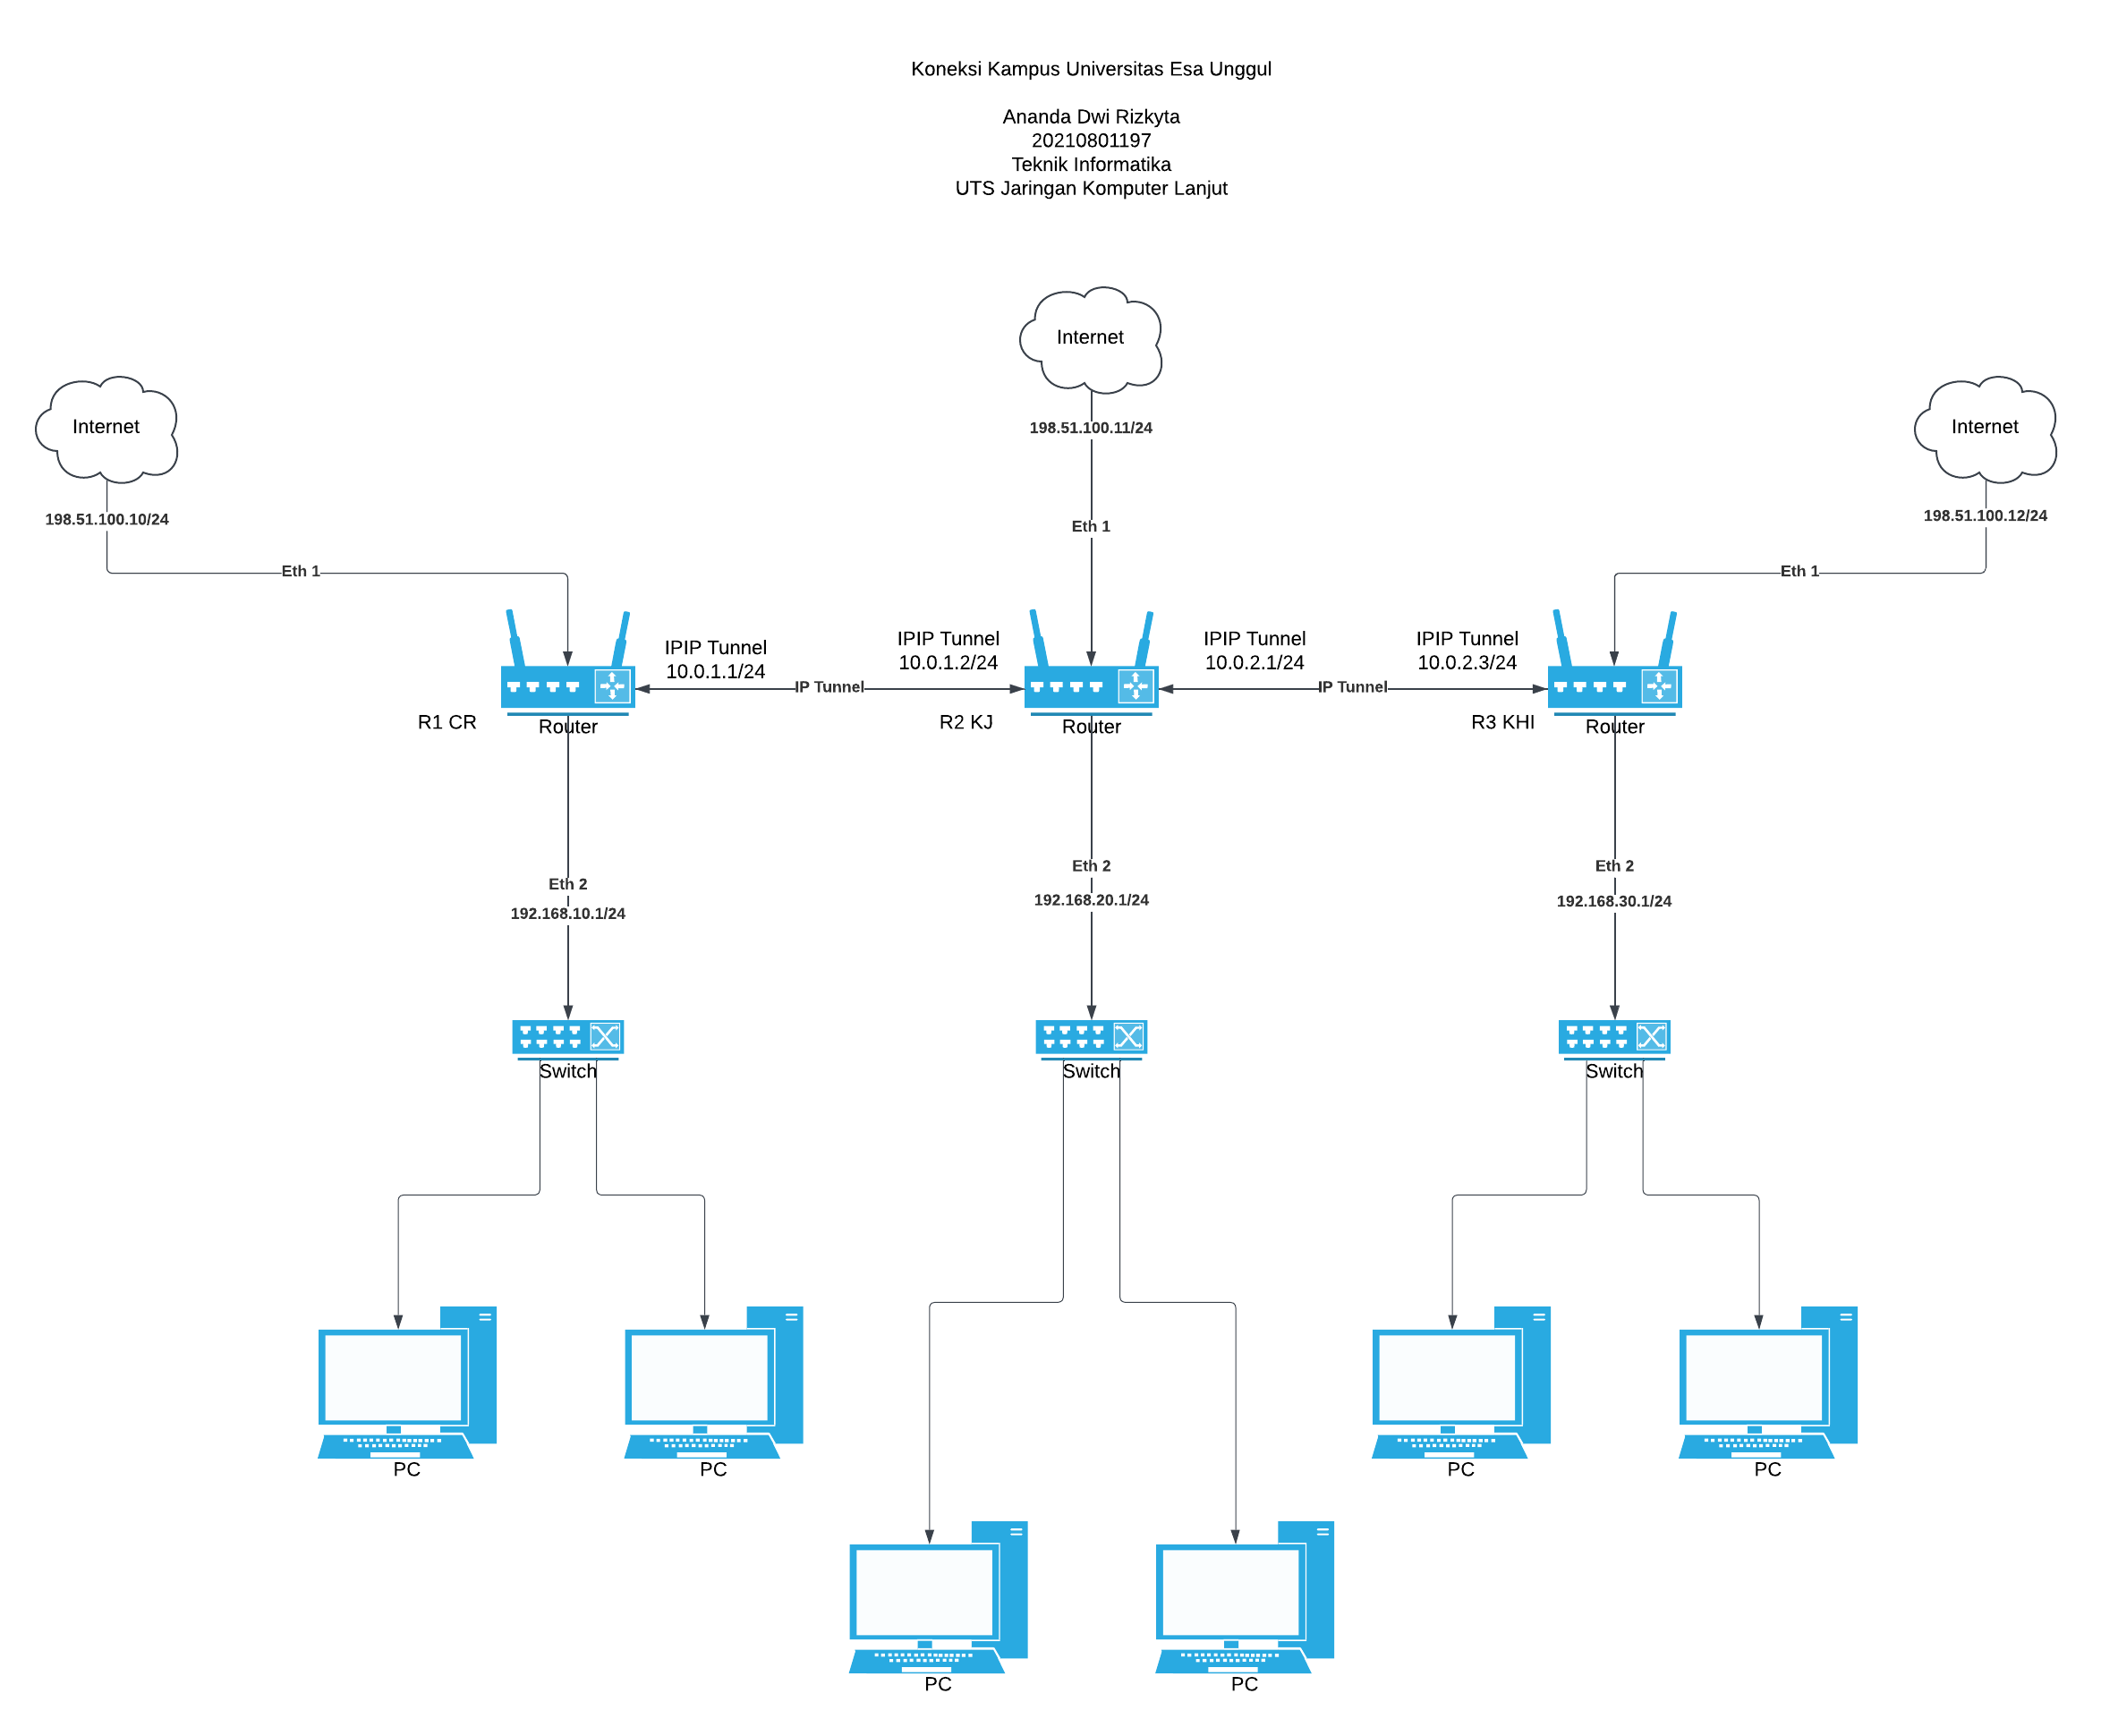 Koneksi Kampus Universitas Esa Unggul
Ananda Dwi Rizkyta
20210801197
Teknik Informatika
UTS Jaringan Komputer Lanjut
Internet
198.51.100.11/24
Eth 1
Internet
198.51.100.10/24
Eth 1
Internet
198.51.100.12/24
Eth 1
IPIP Tunnel
10.0.1.1/24
IP Tunnel
IPIP Tunnel
10.0.1.2/24
IPIP Tunnel
10.0.2.1/24
IP Tunnel
IPIP Tunnel
10.0.2.3/24
R1 CR
Router
R2 KJ
Router
R3 KHI
Router
Eth 2
192.168.10.1/24
Eth 2
192.168.20.1/24
Eth 2
192.168.30.1/24
Switch
Switch
Switch
PC
PC
PC
PC
PC
PC